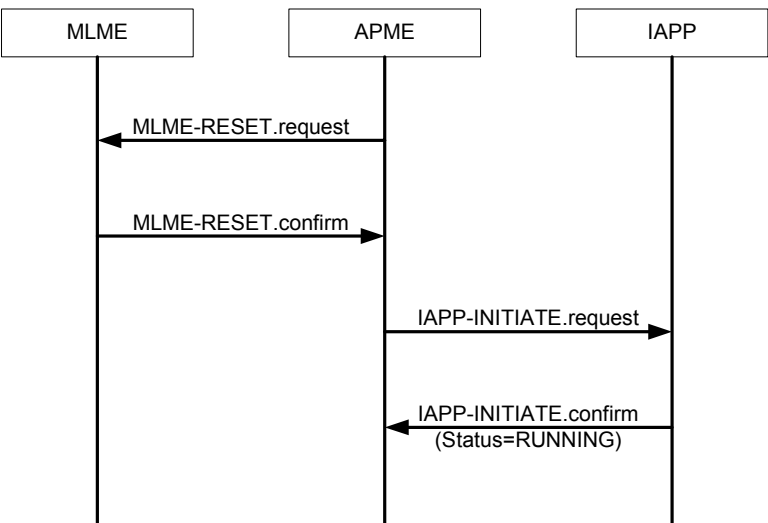 MLME
APME
IAPP
MLME-RESET.request
MLME-RESET.confirm
IAPP-INITIATE.request
IAPP-INITIATE.confirm
(Status=RUNNING)